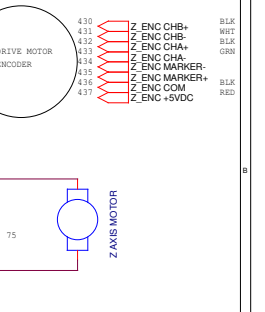 430 Z_ENC CHB+ BLK
431 Z_ENC CHB- WHT
432 Z_ENC CHA+ BLK
DRIVE MOTOR 433 Z_ENC CHA- GRN
ENCODER 434 Z_ENC MARKER-
435 Z_ENC MARKER+
436 Z_ENC COM BLK
437 Z_ENC +5VDC RED
B
75
Z AXIS MOTOR